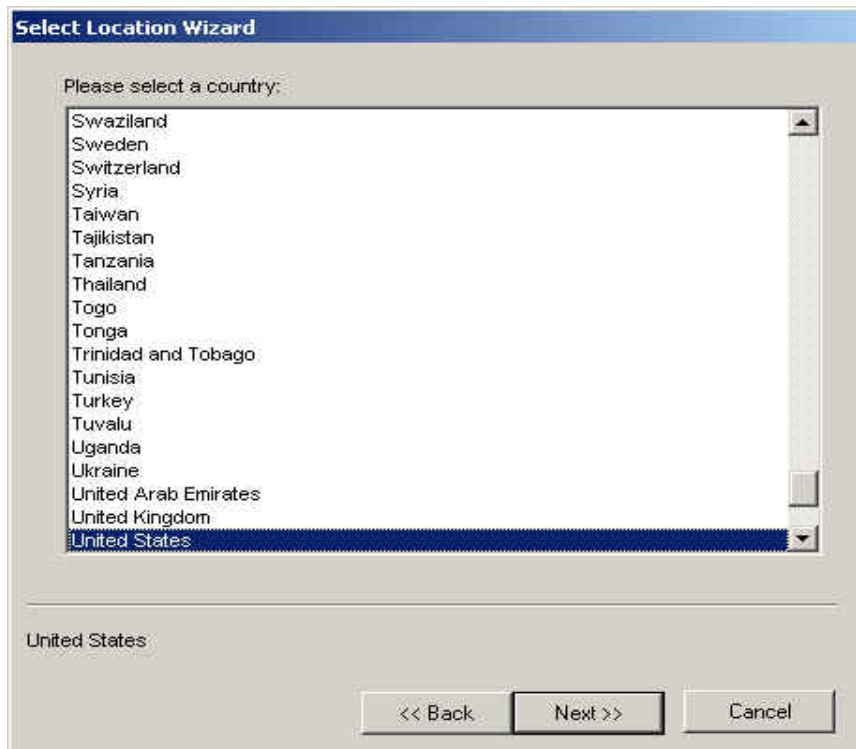 Select Location Wizard
Please select a country:
Swaziland
Sweden
Switzerland
Syria
Taiwan
Tajikistan
Tanzania
Thailand
Togo
Tonga
Trinidad and Tobago
Tunisia
Turkey
Tuvalu
Uganda
Ukraine
United Arab Emirates
United Kingdom
United States
United States
<< Back
Next >>
Cancel